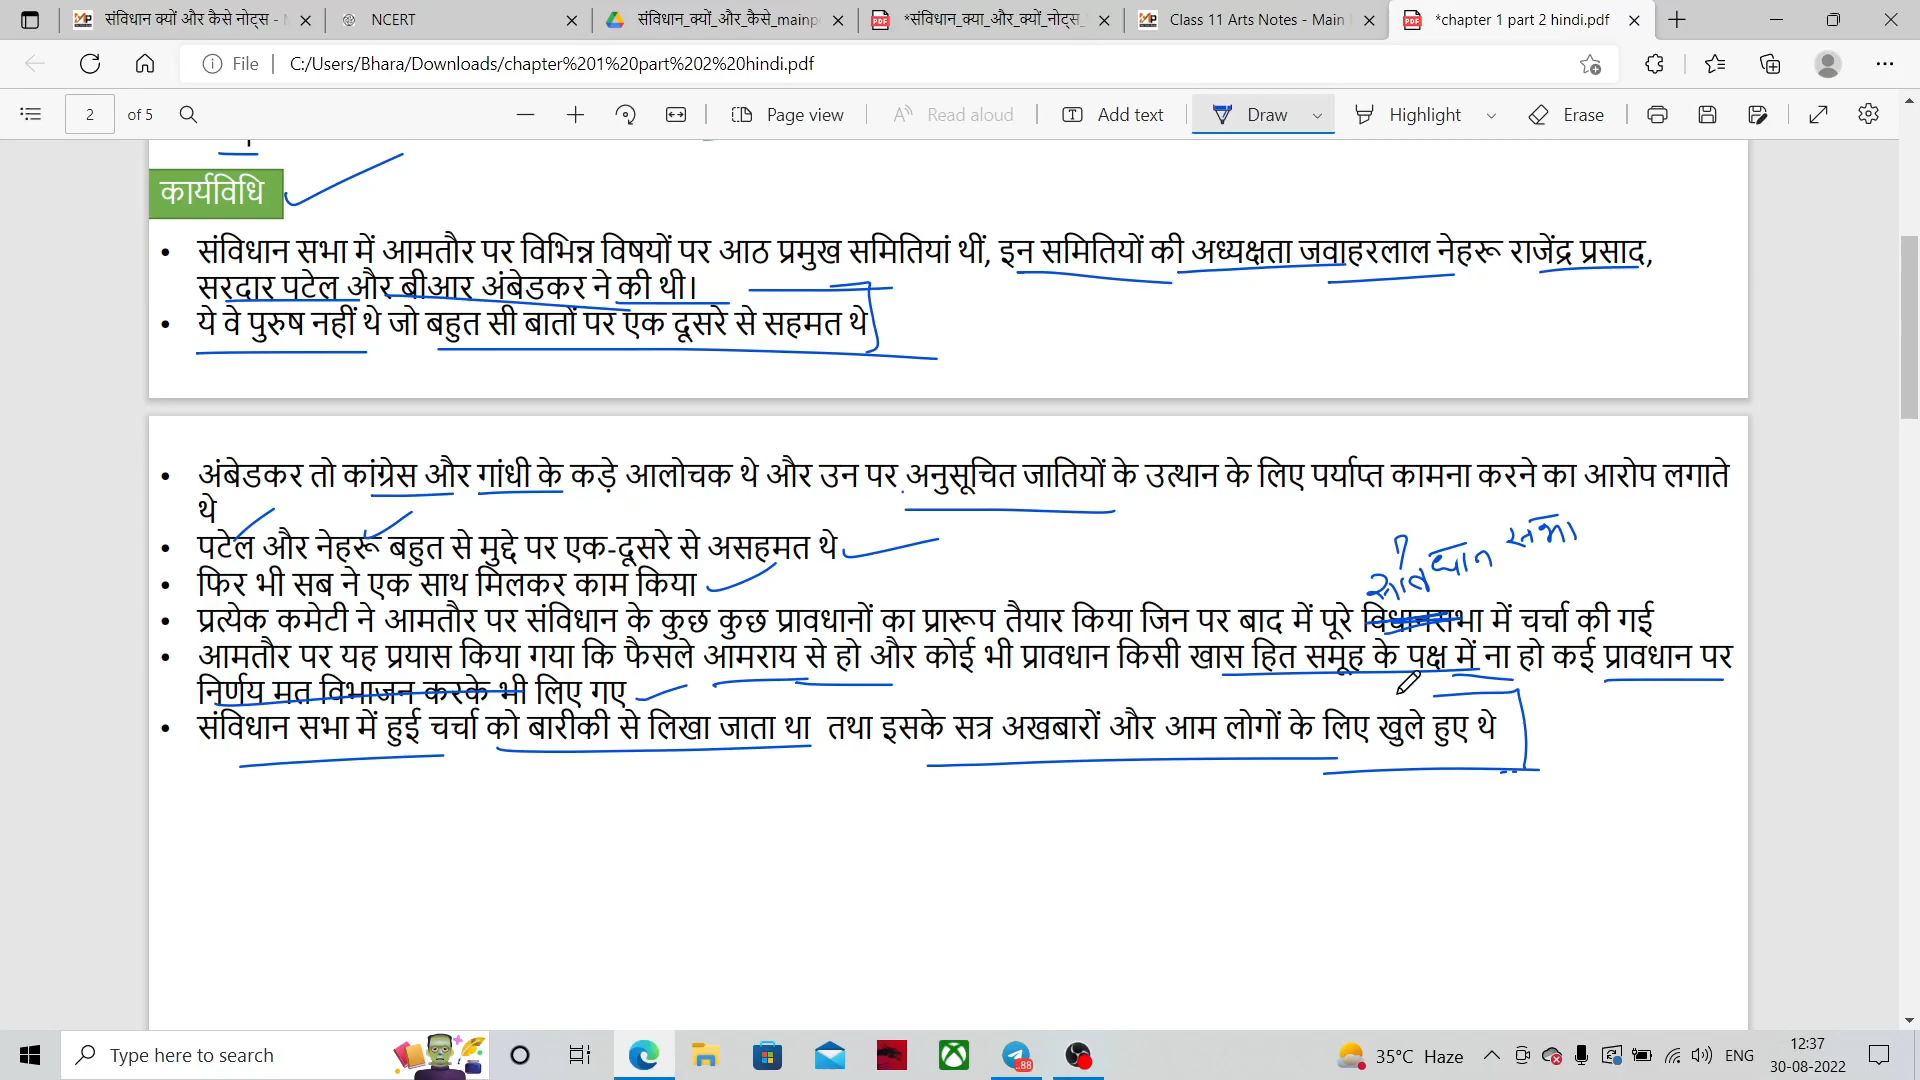 संविधान क्यों और कैसे नोट्स -
NCERT
संविधान_क्यों_और_कैसे_mainp
*संविधान_क्या_और_क्यों_नोट्स_
Class 11 Arts Notes - Main
*chapter 1 part 2 hindi.pdf
File
C:/Users/Bhara/Downloads/chapter%201%20part%202%20hindi.pdf
2 of 5
Page view
Read aloud
Add text
Draw
Highlight
Erase
कार्यविधि
• संविधान सभा में आमतौर पर विभिन्न विषयों पर आठ प्रमुख समितियां थीं, इन समितियों की अध्यक्षता जवाहरलाल नेहरू राजेंद्र प्रसाद,
सरदार पटेल और बीआर अंबेडकर ने की थी।
• ये वे पुरुष नहीं थे जो बहुत सी बातों पर एक दूसरे से सहमत थे
• अंबेडकर तो कांग्रेस और गांधी के कड़े आलोचक थे और उन पर अनुसूचित जातियों के उत्थान के लिए पर्याप्त कामना करने का आरोप लगाते
थे
• पटेल और नेहरू बहुत से मुद्दे पर एक-दूसरे से असहमत थे
सभा
• फिर भी सब ने एक साथ मिलकर काम किया
• प्रत्येक कमेटी ने आमतौर पर संविधान के कुछ कुछ प्रावधानों का प्रारूप तैयार किया जिन पर बाद में पूरे विधानसभा में चर्चा की गई
• आमतौर पर यह प्रयास किया गया कि फैसले आमराय से हो और कोई भी प्रावधान किसी खास हित समूह के पक्ष में ना हो कई प्रावधान पर
निर्णय मत विभाजन करके भी लिए गए
• संविधान सभा में हुई चर्चा को बारीकी से लिखा जाता था तथा इसके सत्र अखबारों और आम लोगों के लिए खुले हुए थे
Type here to search
88
35°C Haze
ENG
12:37
30-08-2022